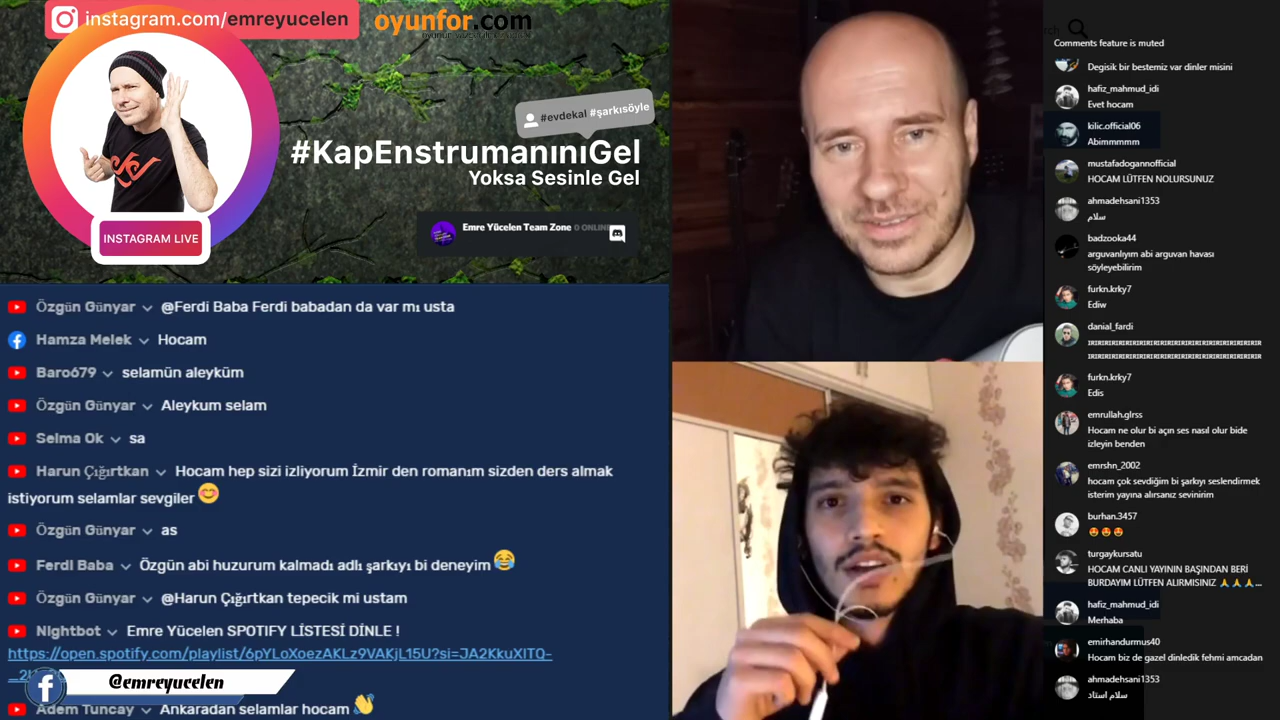 instagram.com/emreyucelen
oyunfor.com
#evdekal #şarkısöyle
#KapEnstrumanınıGel
Yoksa Sesinle Gel
INSTAGRAM LIVE
Emre Yücelen Team Zone 0 ONLIN
Özgün Günyar @Ferdi Baba Ferdi babadan da var mı usta
Hamza Melek Hocam
Baro679 selamün aleyküm
Özgün Günyar Aleykum selam
Selma Ok sa
Harun Çığırtkan Hocam hep sizi izliyorum İzmir den romanım sizden ders almak
istiyorum selamlar sevgiler 😊
Özgün Günyar as
Ferdi Baba Özgün abi huzurum kalmadı adlı şarkıyı bi deneyim 😂
Özgün Günyar @Harun Çığırtkan tepecik mi ustam
Nightbot Emre Yücelen SPOTIFY LİSTESİ DİNLE !
https://open.spotify.com/playlist/6pYLoXoezAKLz9VAKjL15U?si=JA2KkuXITQ-
@emreyucelen
Adem Tuncay Ankaradan selamlar hocam 👋
Comments feature is muted
Degisik bir bestemiz var dinler misini
hafiz_mahmud_idi
Evet hocam
kilic.official06
Abimmmmm
mustafadogannofficial
HOCAM LÜTFEN NOLURSUNUZ
ahmadehsani1353
سلام
badzooka44
arguvanlıyım abi arguvan havası
söyleyebilirim
furkn.krky7
Ediw
danial_fardi
furkn.krky7
Edis
emrullah.glrss
Hocam ne olur bi açın ses nasıl olur bide
izleyin benden
emrshn_2002
hocam çok sevdiğim bi şarkıyı seslendirmek
isterim yayına alırsanız sevinirim
burhan.3457
😍 😍 😍
turgaykursatu
HOCAM CANLI YAYININ BAŞINDAN BERİ
BURDAYIM LÜTFEN ALIRMISINIZ 🙏 🙏 🙏...
hafiz_mahmud_idi
Merhaba
emirhandurmus40
Hocam biz de gazel dinledik fehmi amcadan
ahmadehsani1353
سلام استاد